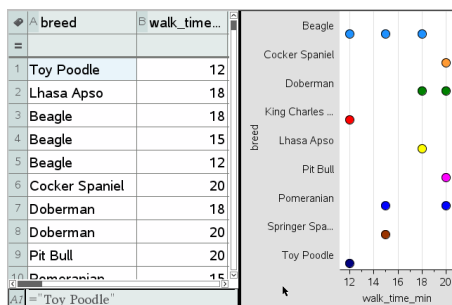 A breed B walk_time...
=
1 Toy Poodle 12
2 Lhasa Apso 18
3 Beagle 18
4 Beagle 15
5 Beagle 12
6 Cocker Spaniel 20
7 Doberman 18
8 Doberman 20
9 Pit Bull 20
10 Pomeranian 15
A1 ="Toy Poodle"
breed
Beagle
Cocker Spaniel
Doberman
King Charles ...
Lhasa Apso
Pit Bull
Pomeranian
Springer Spa...
Toy Poodle
12 14 16 18 20
walk_time_min